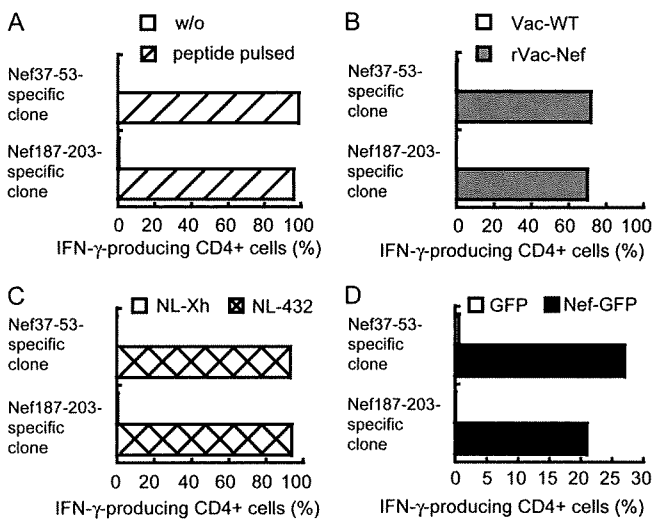 A
w/o
peptide pulsed
Nef37-53-
specific
clone
Nef187-203-
specific
clone
0 20 40 60 80 100
IFN-γ-producing CD4+ cells (%)
B
Vac-WT
rVac-Nef
Nef37-53-
specific
clone
Nef187-203-
specific
clone
0 20 40 60 80 100
IFN-γ-producing CD4+ cells (%)
C
NL-Xh NL-432
Nef37-53-
specific
clone
Nef187-203-
specific
clone
0 20 40 60 80 100
IFN-γ-producing CD4+ cells (%)
D
GFP Nef-GFP
Nef37-53-
specific
clone
Nef187-203-
specific
clone
0 5 10 15 20 25 30
IFN-γ-producing CD4+ cells (%)